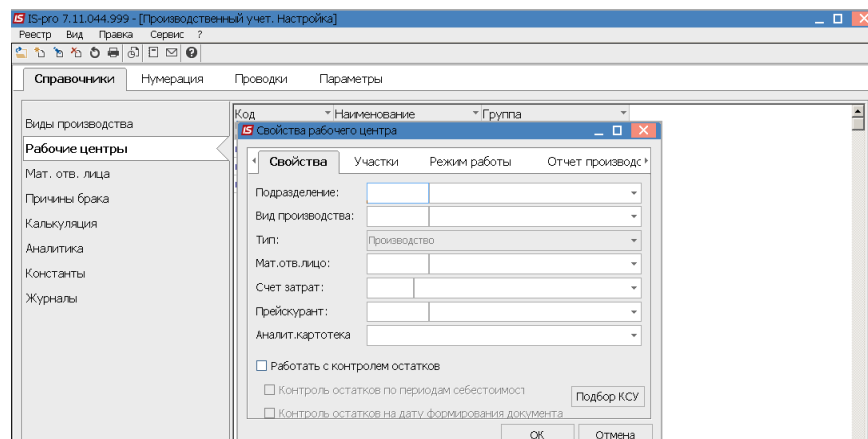 IS-pro 7.11.044.999 - [Производственный учет. Настройка]
Реестр Вид Правка Сервис ?
Справочники Нумерация Проводки Параметры
Виды производства
Рабочие центры
Мат. отв. лица
Причины брака
Калькуляция
Аналитика
Константы
Журналы
Код Наименование Группа
Свойства рабочего центра
Свойства Участки Режим работы Отчет производс
Подразделение:
Вид производства:
Тип: Производство
Мат.отв.лицо:
Счет затрат:
Прейскурант:
Аналит.картотека
Работать с контролем остатков
Контроль остатков по периодам себестоимост
Подбор КСУ
Контроль остатков на дату формирования документа
ОК Отмена